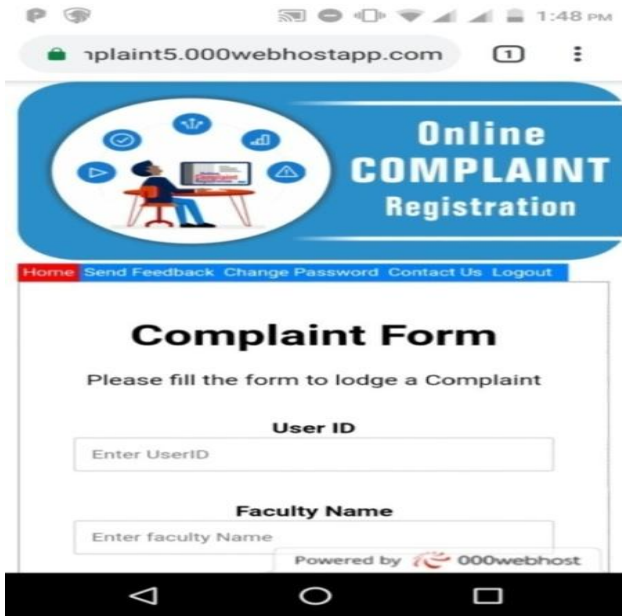 1:48 PM
nplaint5.000webhostapp.com
1
Online
COMPLAINT
Registration
Home Send Feedback Change Password Contact Us Logout
Complaint Form
Please fill the form to lodge a Complaint
User ID
Enter UserID
Faculty Name
Enter faculty Name
Powered by 000webhost